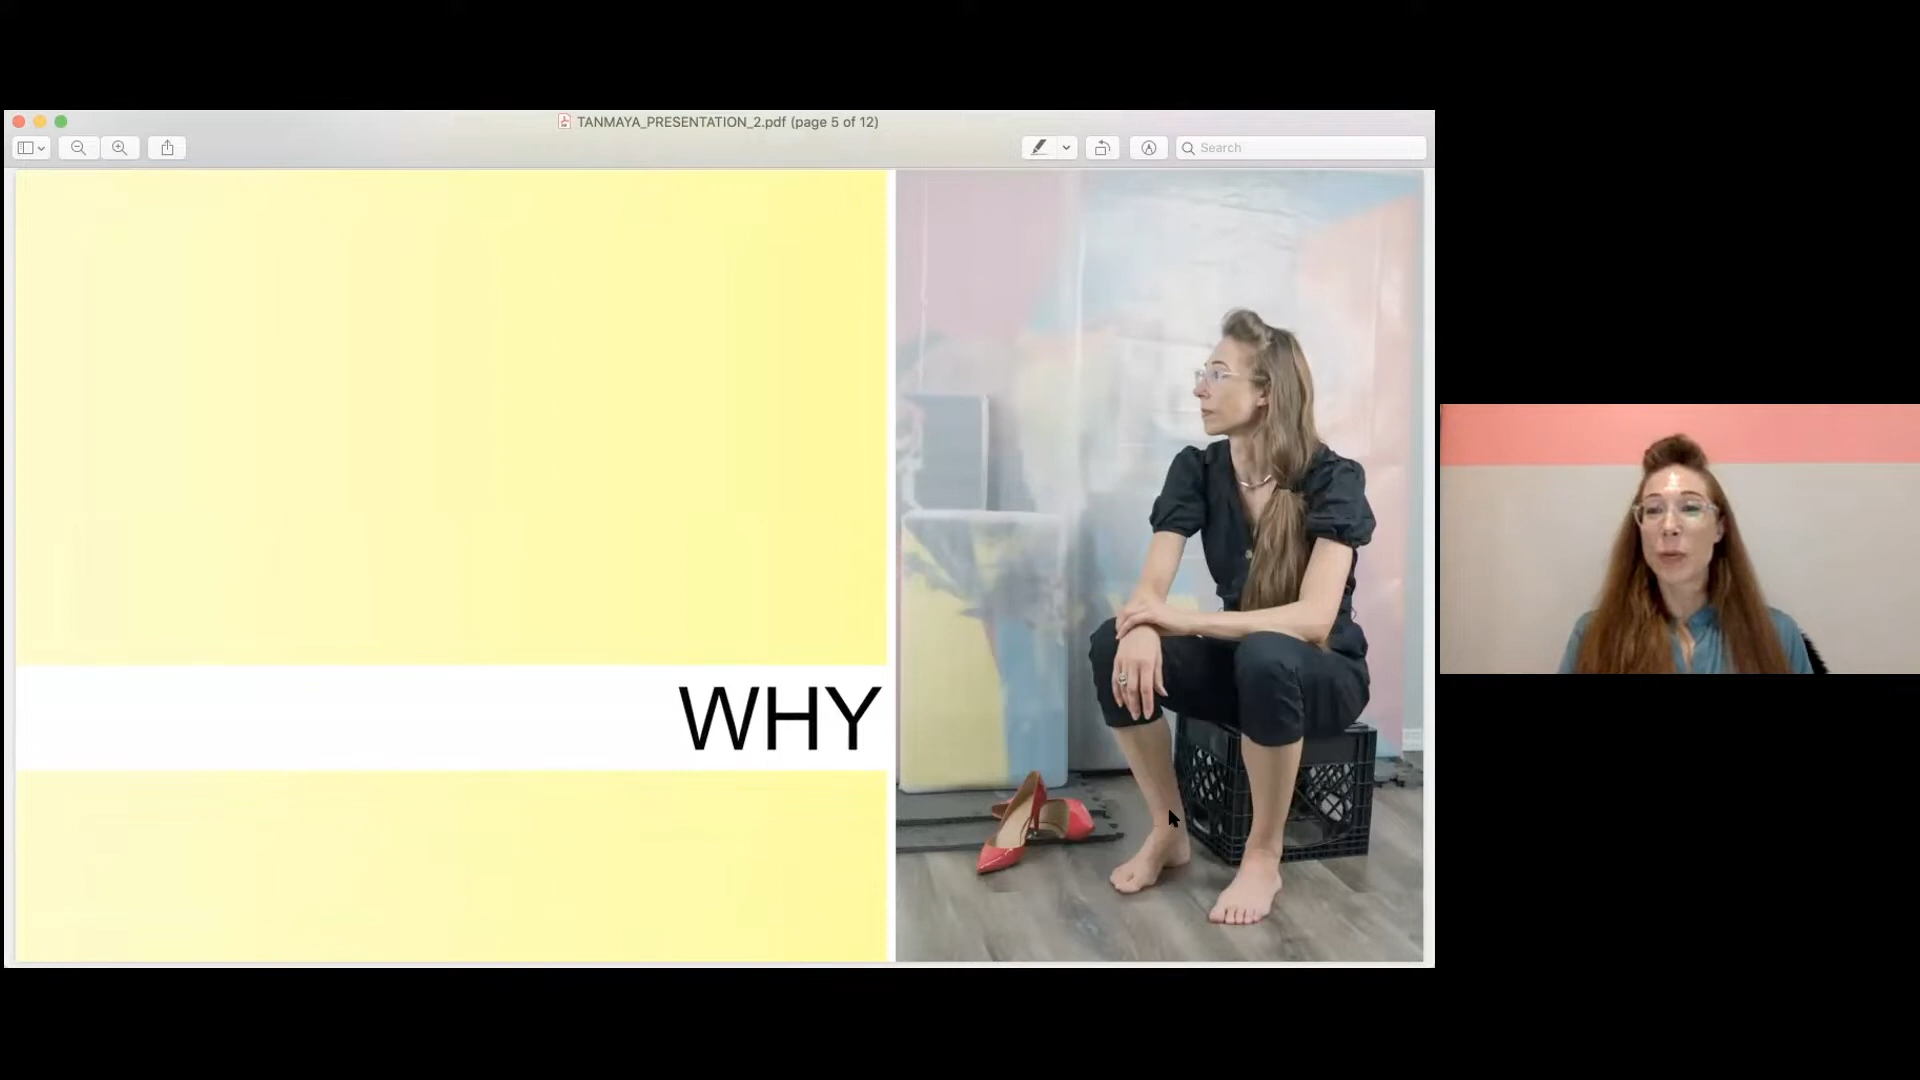 TANMAYA_PRESENTATION_2.pdf (page 5 of 12)
Search
WHY